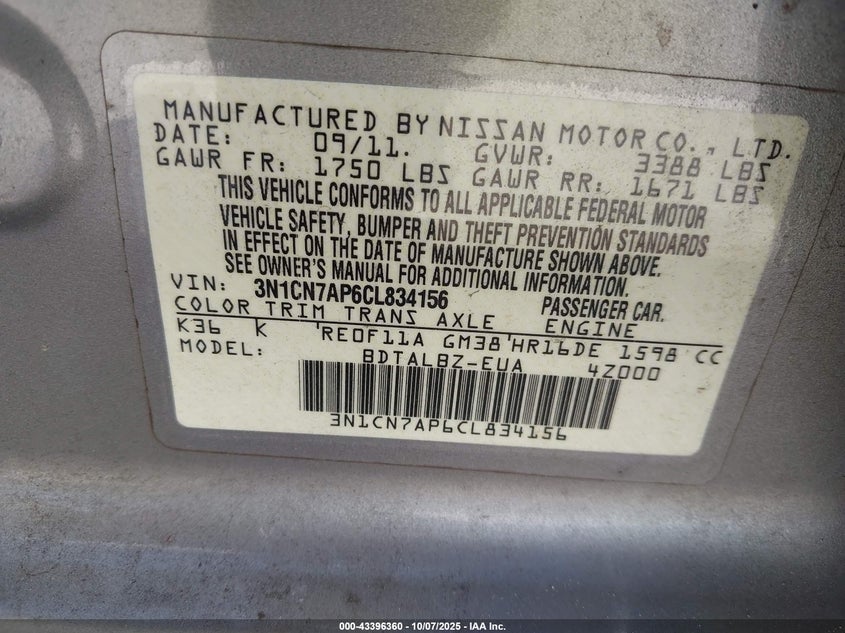 MANUFACTURED BY NISSAN MOTOR CO., LTD.
DATE: 09/11. GVWR: 3388 LBS
GAWR FR: 1750 LBS GAWR RR: 1671 LBS
THIS VEHICLE CONFORMS TO ALL APPLICABLE FEDERAL MOTOR
VEHICLE SAFETY, BUMPER AND THEFT PREVENTION STANDARDS
IN EFFECT ON THE DATE OF MANUFACTURE SHOWN ABOVE.
SEE OWNER'S MANUAL FOR ADDITIONAL INFORMATION.
VIN: 3N1CN7AP6CL834156 PASSENGER CAR.
COLOR TRIM TRANS AXLE ENGINE
K36 K 'RE0F11A GM38'HR16DE 1598 CC
MODEL: BDTALBZ-EUA 4Z000
3N1CN7AP6CL834156
000-43396360 - 10/07/2025 - IAA Inc.